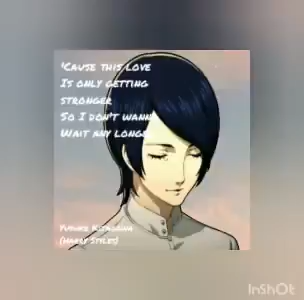 'Cause this love
Is only getting
stronger
So I don't wann
Wait any longe
Yusuke Kitagawa
(Harry Styles)
InShOt